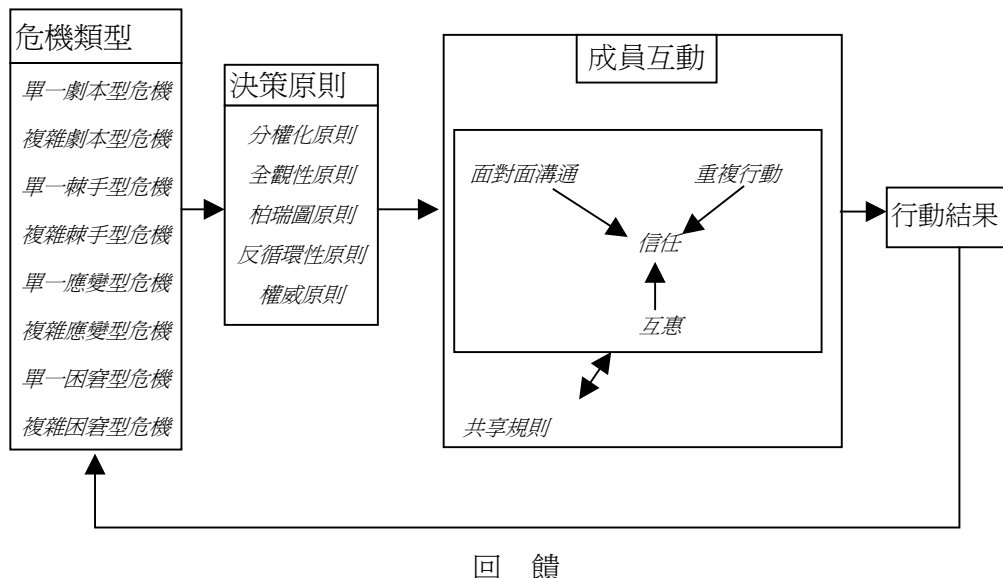 危機類型
單一劇本型危機
複雜劇本型危機
單一棘手型危機
複雜棘手型危機
單一應變型危機
複雜應變型危機
單一困窘型危機
複雜困窘型危機
決策原則
分權化原則
全觀性原則
柏瑞圖原則
反循環性原則
權威原則
成員互動
面對面溝通
重複行動
信任
互惠
共享規則
行動結果
回 饋